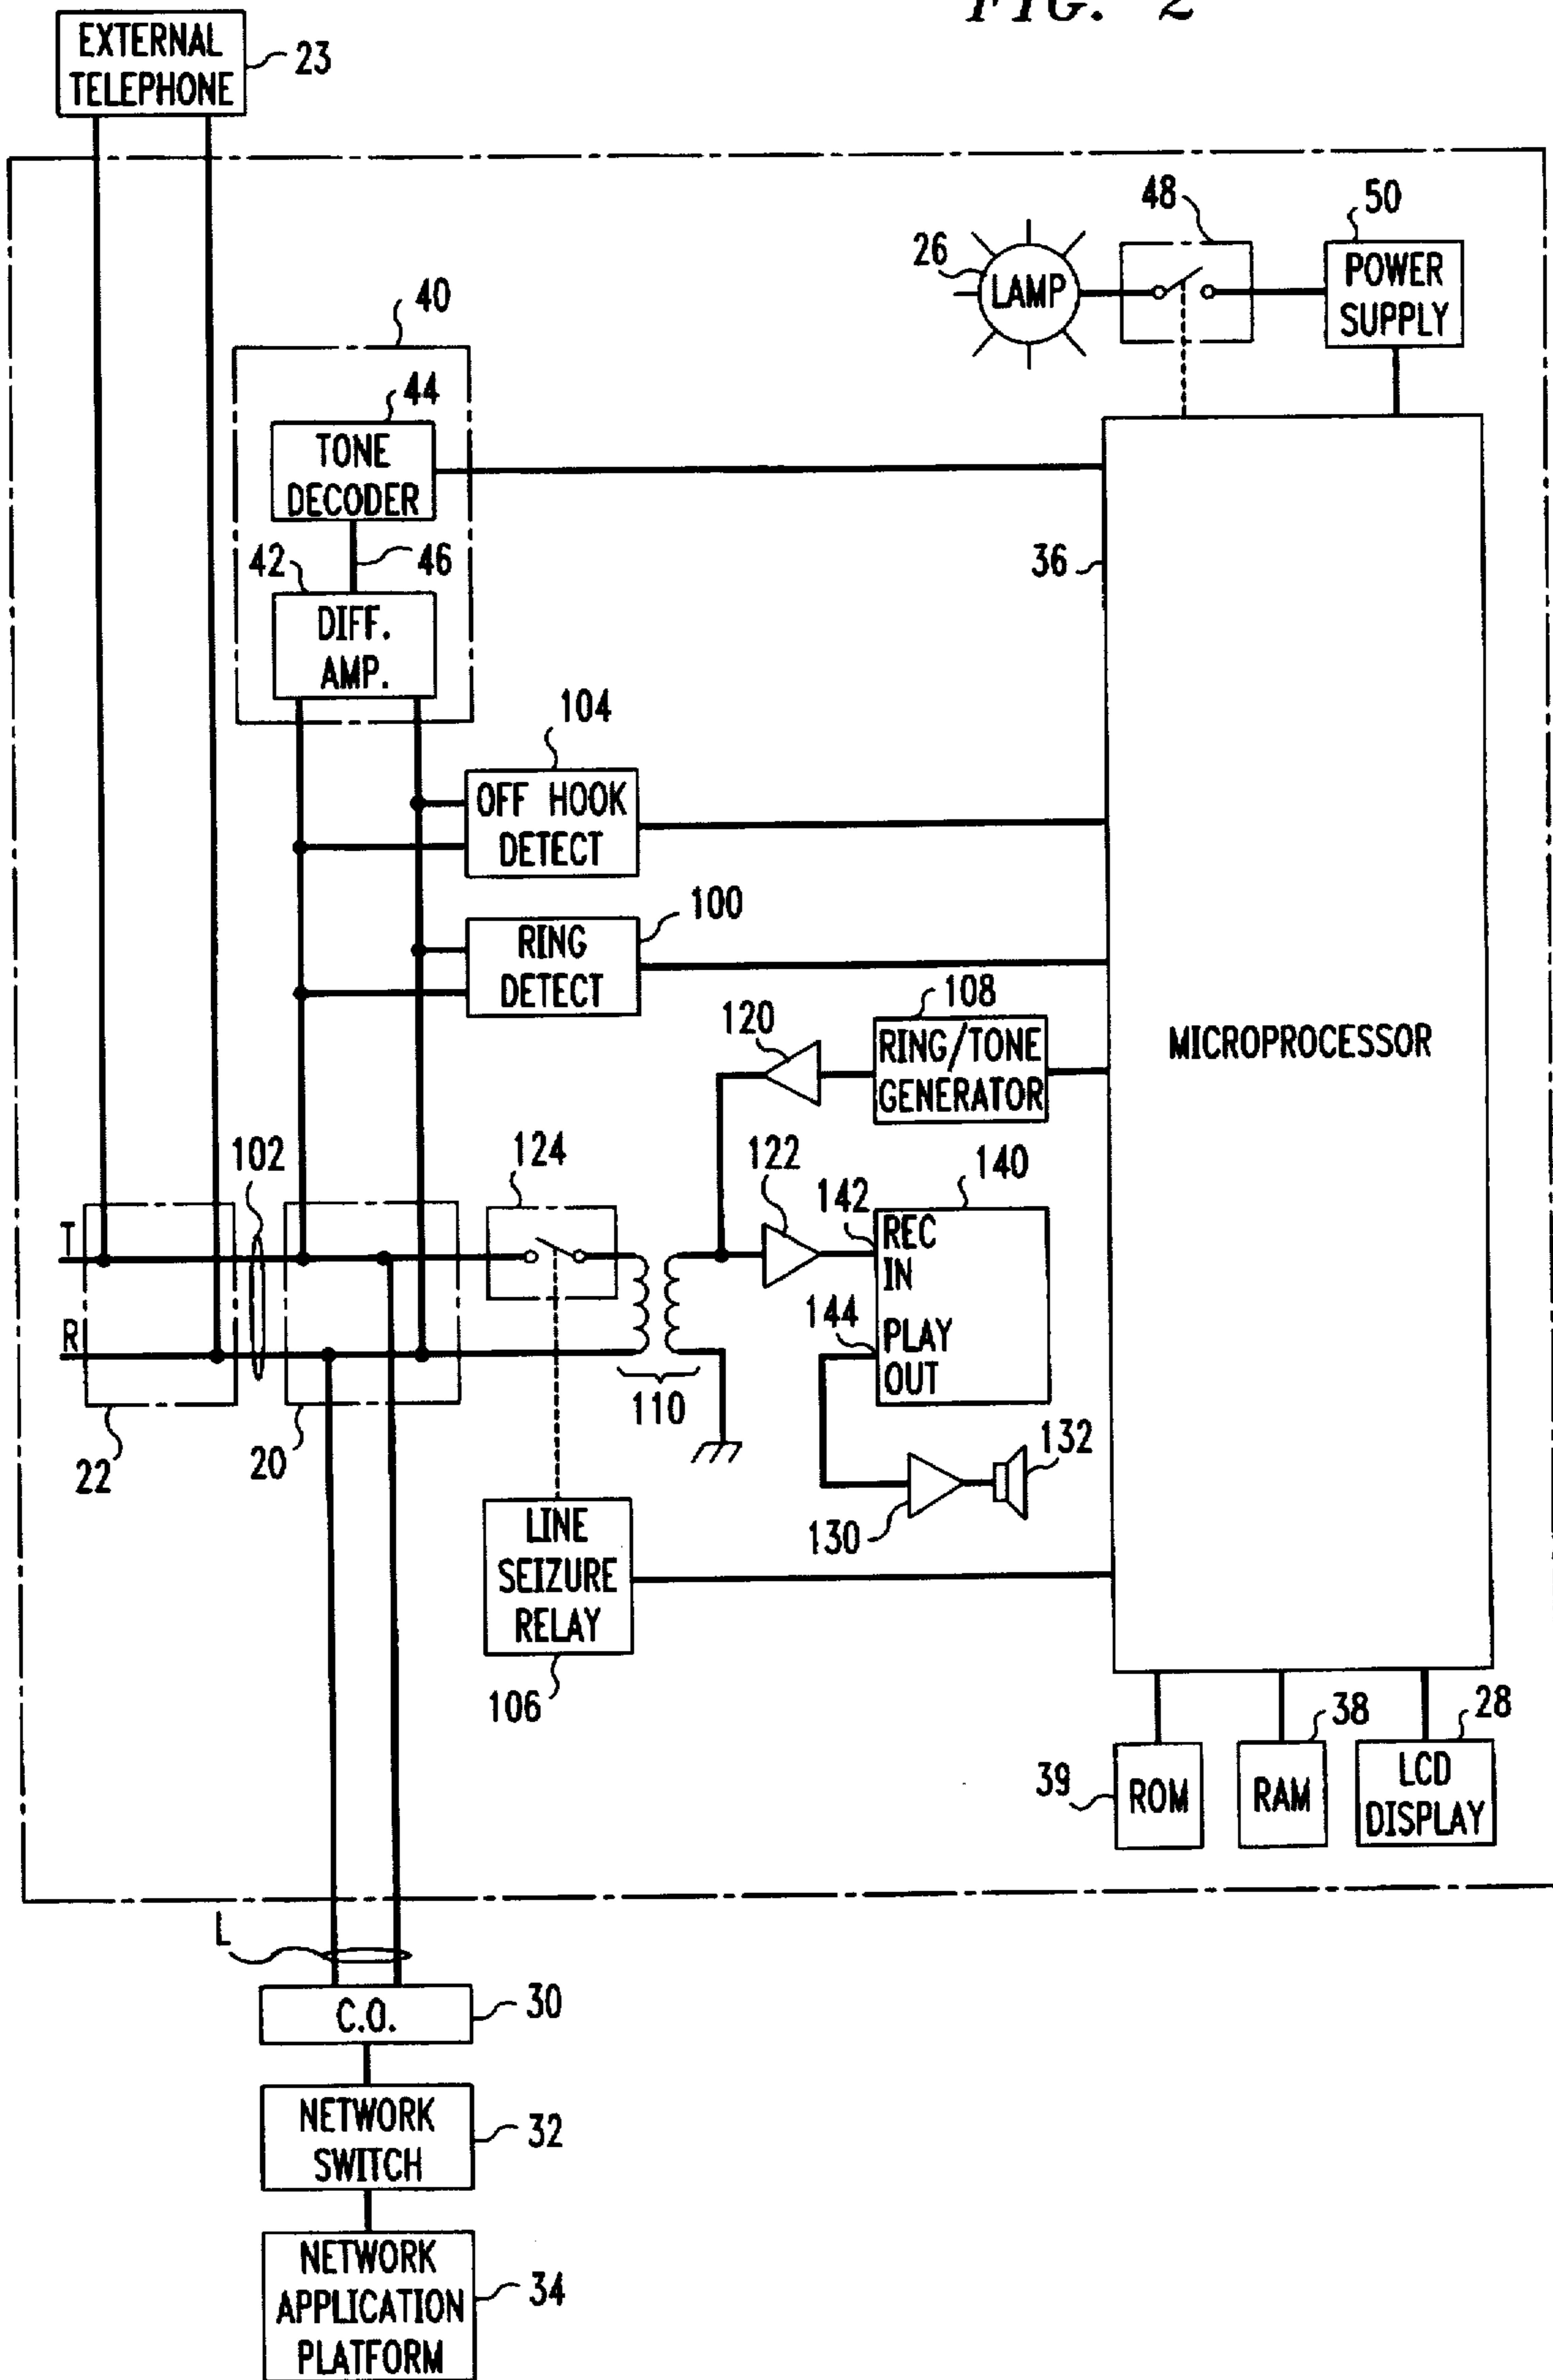 FIG. 2
EXTERNAL
TELEPHONE
23
48
50
26
LAMP
POWER
SUPPLY
40
44
TONE
DECODER
46
42
36
DIFF.
AMP.
104
OFF HOOK
DETECT
100
RING
DETECT
108
120
RING/TONE
GENERATOR
MICROPROCESSOR
102
124
122
140
142
T
REC
IN
R
144
PLAY
OUT
110
22
20
132
130
LINE
SEIZURE
RELAY
106
38
28
39
ROM
RAM
LCD
DISPLAY
L
C.O.
30
NETWORK
SWITCH
32
NETWORK
APPLICATION
PLATFORM
34